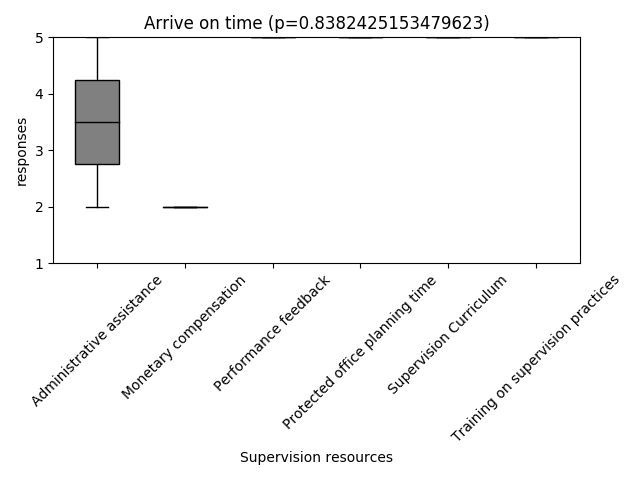 Arrive on time (p=0.8382425153479623)
5
4
3
2
1
responses
Administrative assistance
Monetary compensation
Performance feedback
Protected office planning time
Supervision Curriculum
Training on supervision practices
Supervision resources